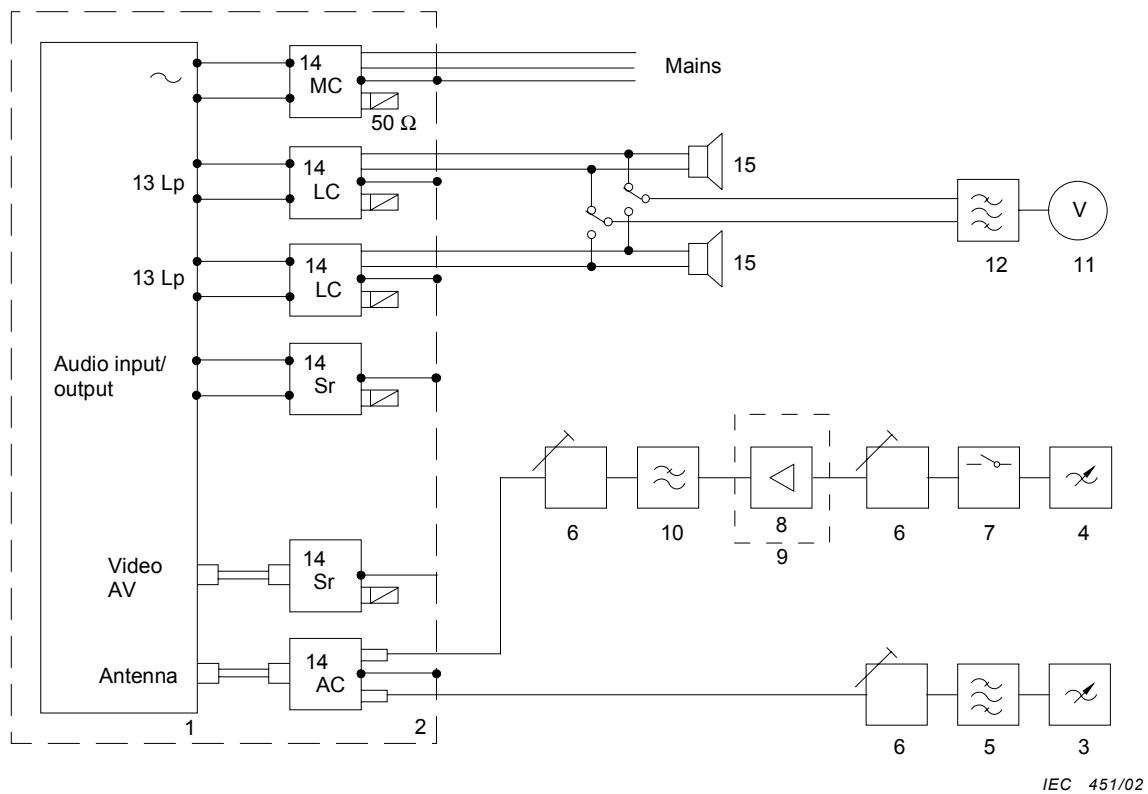 14
MC
Mains
50 Ω
14
LC
13 Lp
15
14
LC
13 Lp
15
V
12
11
Audio input/
output
14
Sr
6
10
8
9
6
7
4
Video
AV
14
Sr
Antenna
14
AC
1
2
6
5
3
IEC 451/02